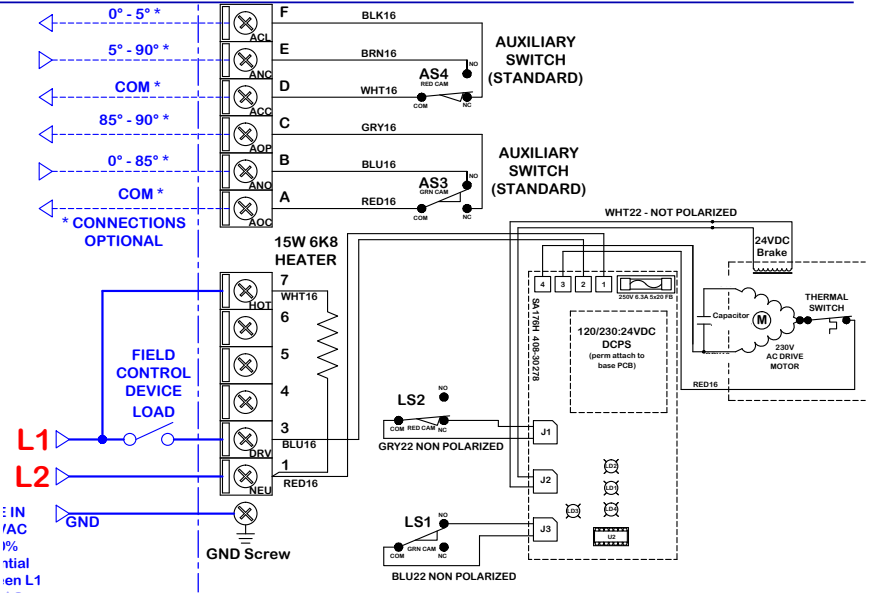 0° - 5° *
F
ACL
BLK16
5° - 90° *
E
ANC
BRN16
COM *
D
ACC
WHT16
AS4
RED CAM
NO
COM
NC
AUXILIARY
SWITCH
(STANDARD)
85° - 90° *
C
AOP
GRY16
0° - 85° *
B
ANO
BLU16
COM *
A
AOC
RED16
AS3
GRN CAM
NO
COM
NC
AUXILIARY
SWITCH
(STANDARD)
* CONNECTIONS
OPTIONAL
15W 6K8
HEATER
7
HOT
WHT16
6
5
4
3
DRV
BLU16
1
NEU
RED16
FIELD
CONTROL
DEVICE
LOAD
L1
L2
GND
GND Screw
E IN
/AC
0%
ntial
en L1
WHT22 - NOT POLARIZED
24VDC
Brake
4
3
2
1
250V 6.3A 5x20 FB
SA176H 408-30278
120/230:24VDC
DCPS
(perm attach to
base PCB)
Capacitor
M
230V
AC DRIVE
MOTOR
THERMAL
SWITCH
RED16
LS2
NO
COM
RED CAM
NC
GRY22 NON POLARIZED
J1
J2
J3
LD2
LD1
LD3
LD4
U2
LS1
NO
COM
GRN CAM
NC
BLU22 NON POLARIZED